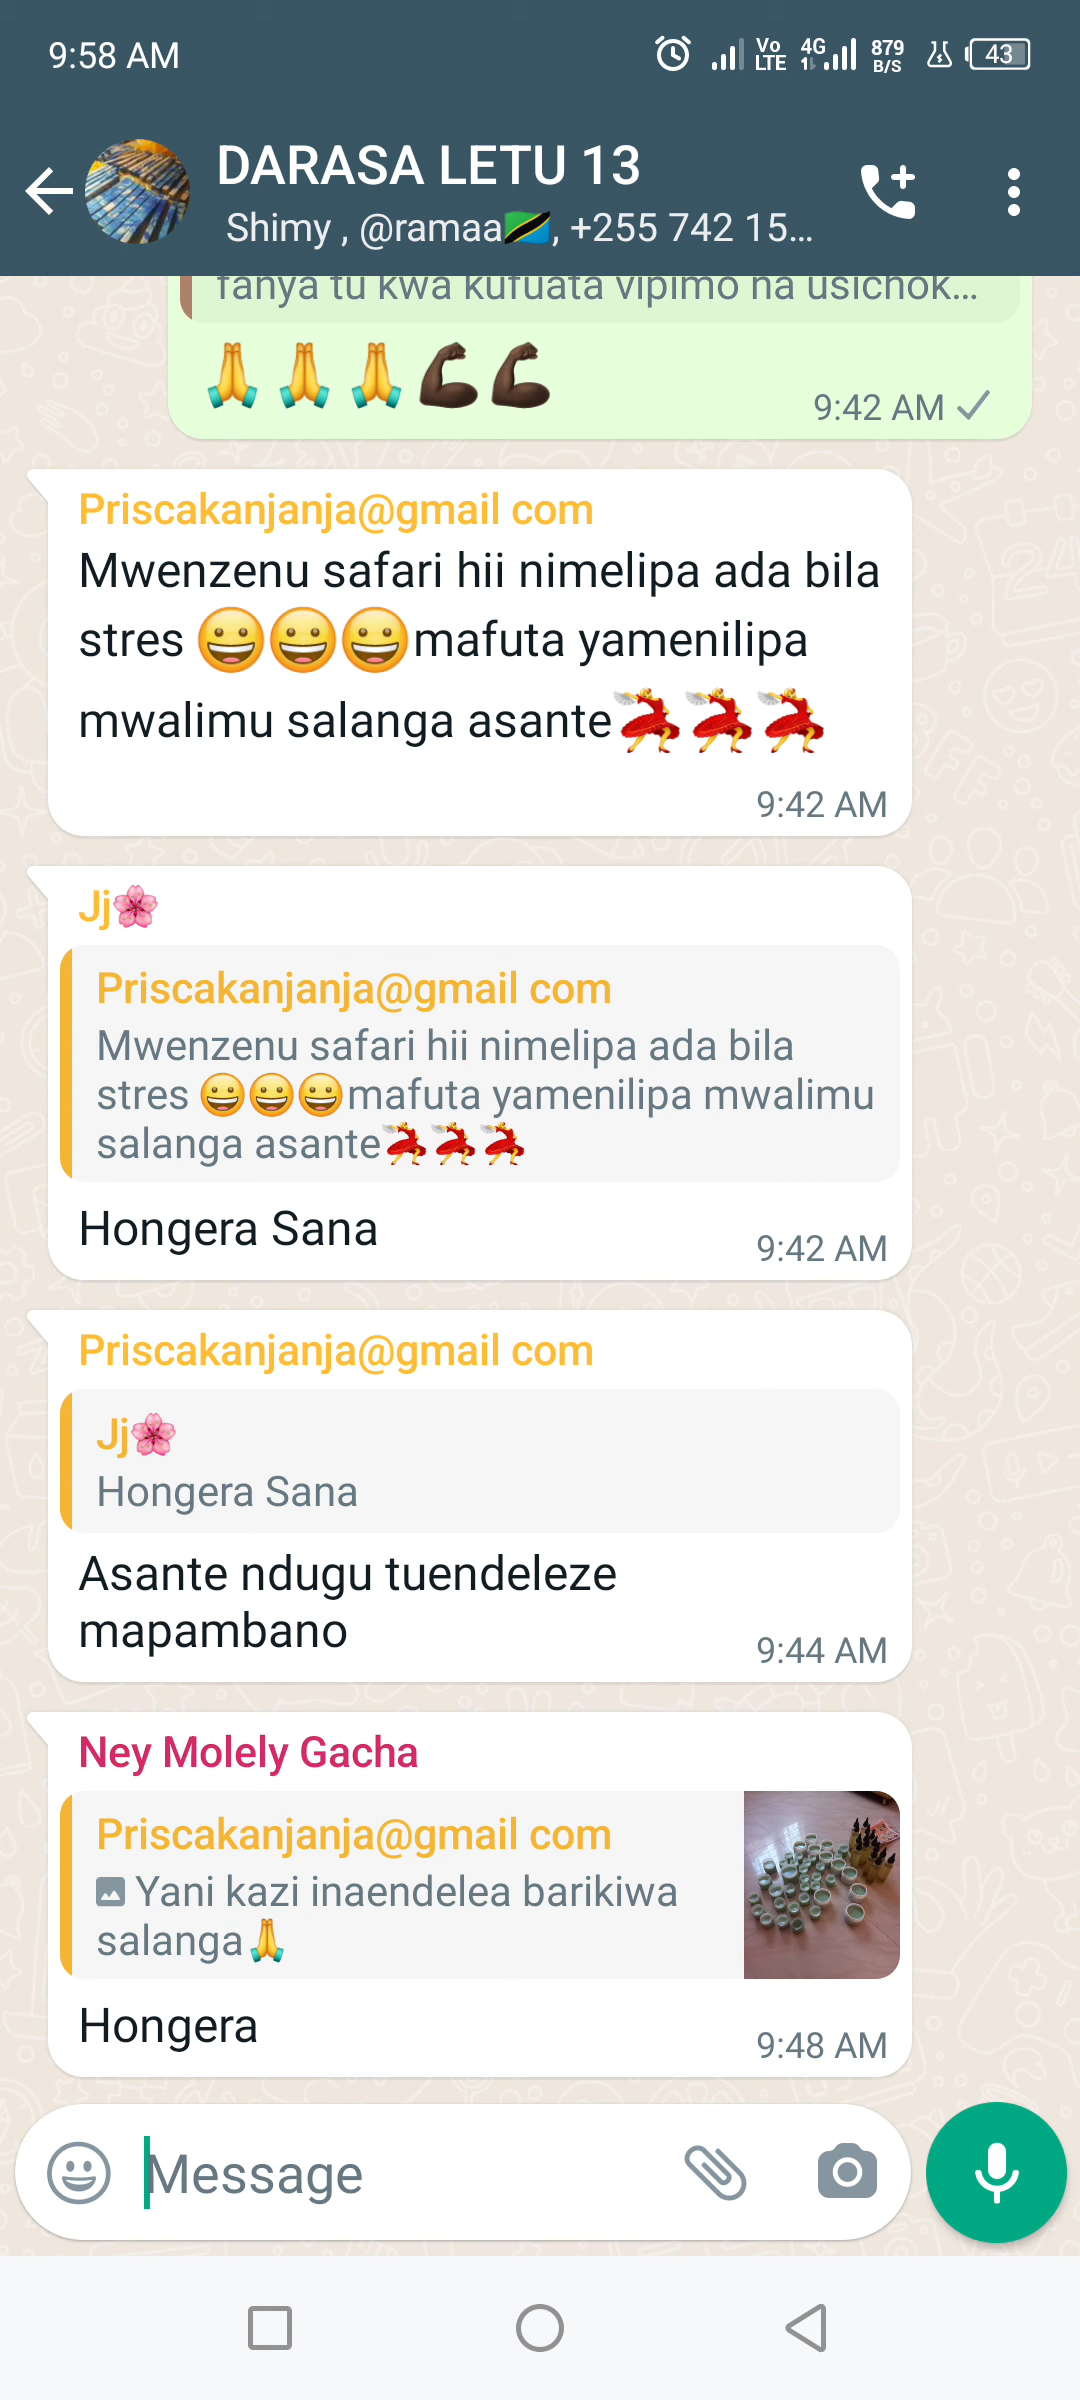 9:58 AM
Vo LTE 4G 879 B/S 43
DARASA LETU 13
Shimy , @ramaa🇹🇿, +255 742 15...
fanya tu kwa kufuata vipimo na usichok...
🙏🙏🙏💪🏿💪🏿
9:42 AM
Priscakanjanja@gmail com
Mwenzenu safari hii nimelipa ada bila
stres 😀😀😀mafuta yamenilipa
mwalimu salanga asante💃💃💃
9:42 AM
Jj🌸
Priscakanjanja@gmail com
Mwenzenu safari hii nimelipa ada bila
stres 😀😀😀mafuta yamenilipa mwalimu
salanga asante💃💃💃
Hongera Sana
9:42 AM
Priscakanjanja@gmail com
Jj🌸
Hongera Sana
Asante ndugu tuendeleze
mapambano
9:44 AM
Ney Molely Gacha
Priscakanjanja@gmail com
Yani kazi inaendelea barikiwa
salanga🙏
Hongera
9:48 AM
Message